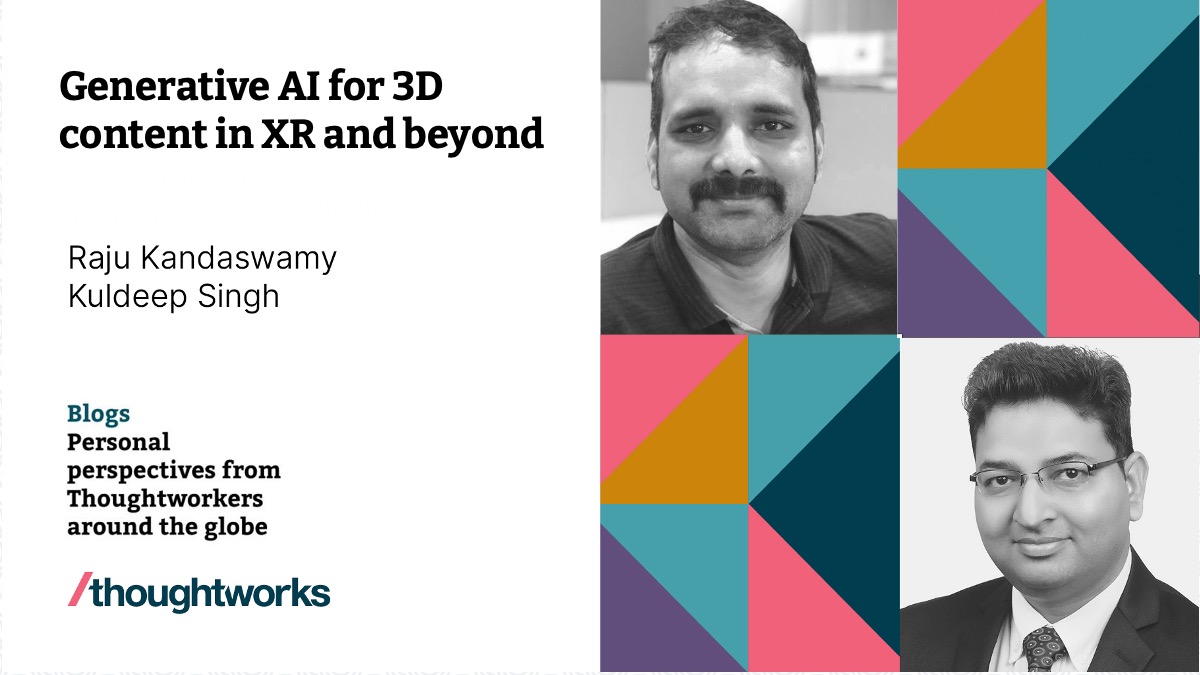 Generative AI for 3D
content in XR and beyond
Raju Kandaswamy
Kuldeep Singh
Blogs
Personal
perspectives from
Thoughtworkers
around the globe
/thoughtworks